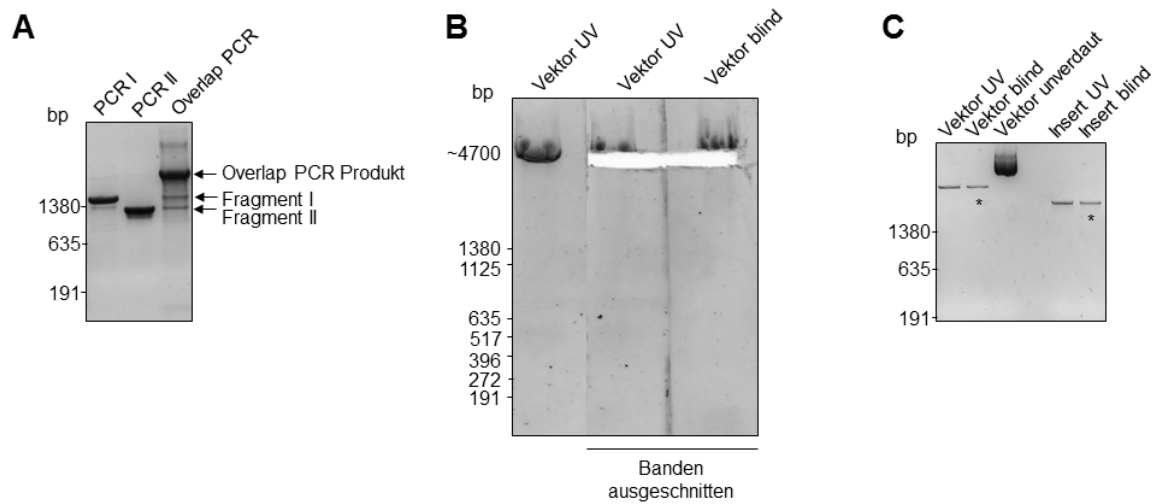 A
PCR I
PCR II
Overlap PCR
bp
1380
635
191
Overlap PCR Produkt
Fragment I
Fragment II
B
Vektor UV
Vektor UV
Vektor blind
bp
~4700
1380
1125
635
517
396
272
191
Banden
ausgeschnitten
C
Vektor UV
Vektor blind
Vektor unverdaut
Insert UV
Insert blind
bp
*
*
1380
635
191